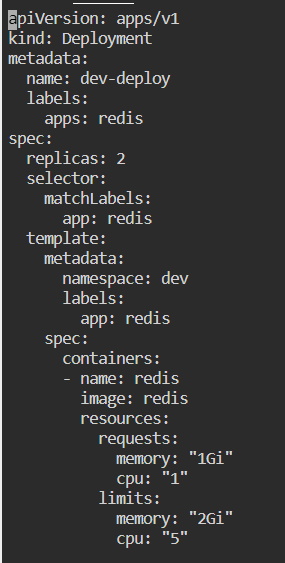 apiVersion: apps/v1
kind: Deployment
metadata:
  name: dev-deploy
  labels:
    apps: redis
spec:
  replicas: 2
  selector:
    matchLabels:
      app: redis
  template:
    metadata:
      namespace: dev
      labels:
        app: redis
    spec:
      containers:
      - name: redis
        image: redis
        resources:
          requests:
            memory: "1Gi"
            cpu: "1"
          limits:
            memory: "2Gi"
            cpu: "5"